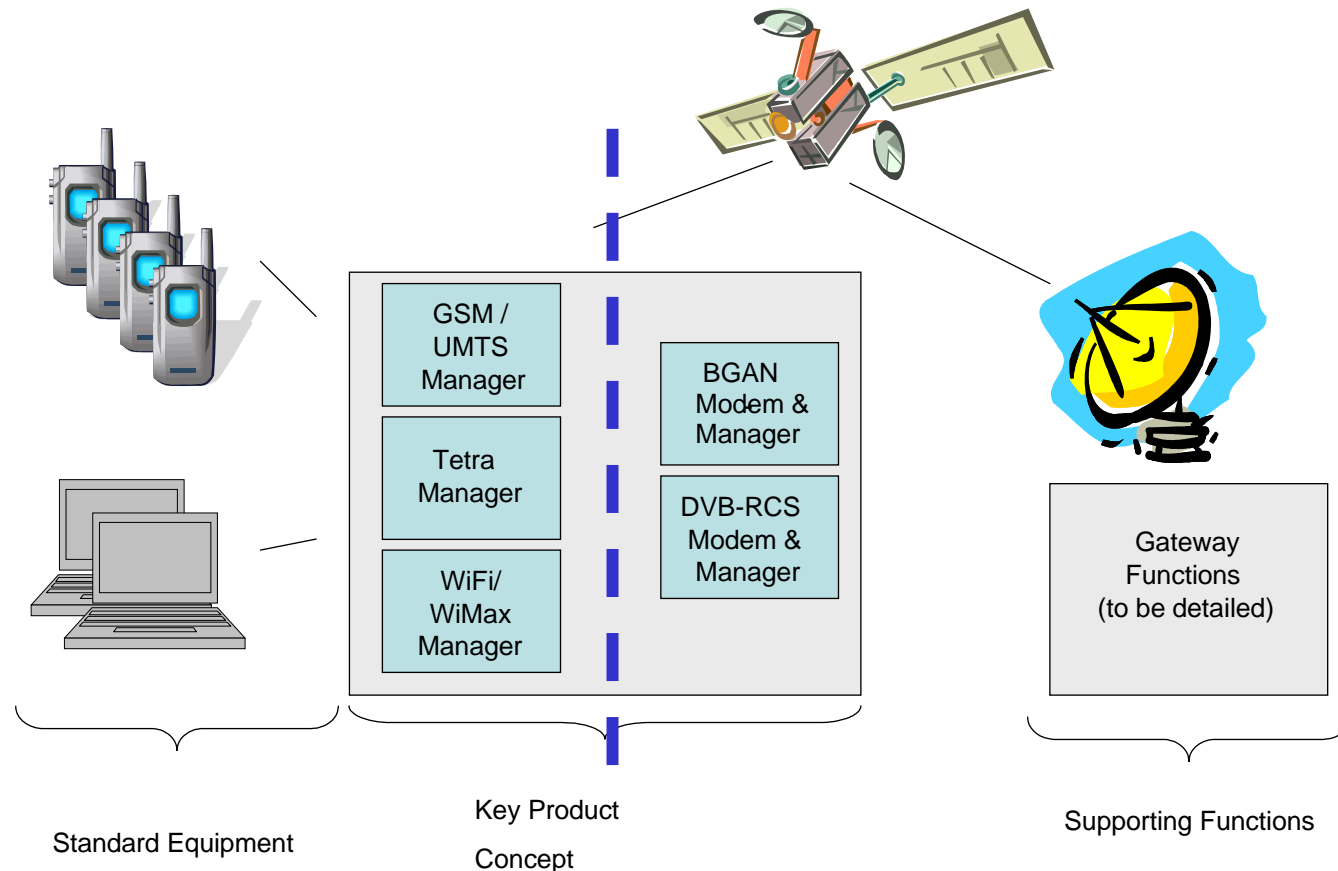 GSM /
UMTS
Manager
Tetra
Manager
WiFi/
WiMax
Manager
BGAN
Modem &
Manager
DVB-RCS
Modem &
Manager
Gateway
Functions
(to be detailed)
Standard Equipment
Key Product
Concept
Supporting Functions